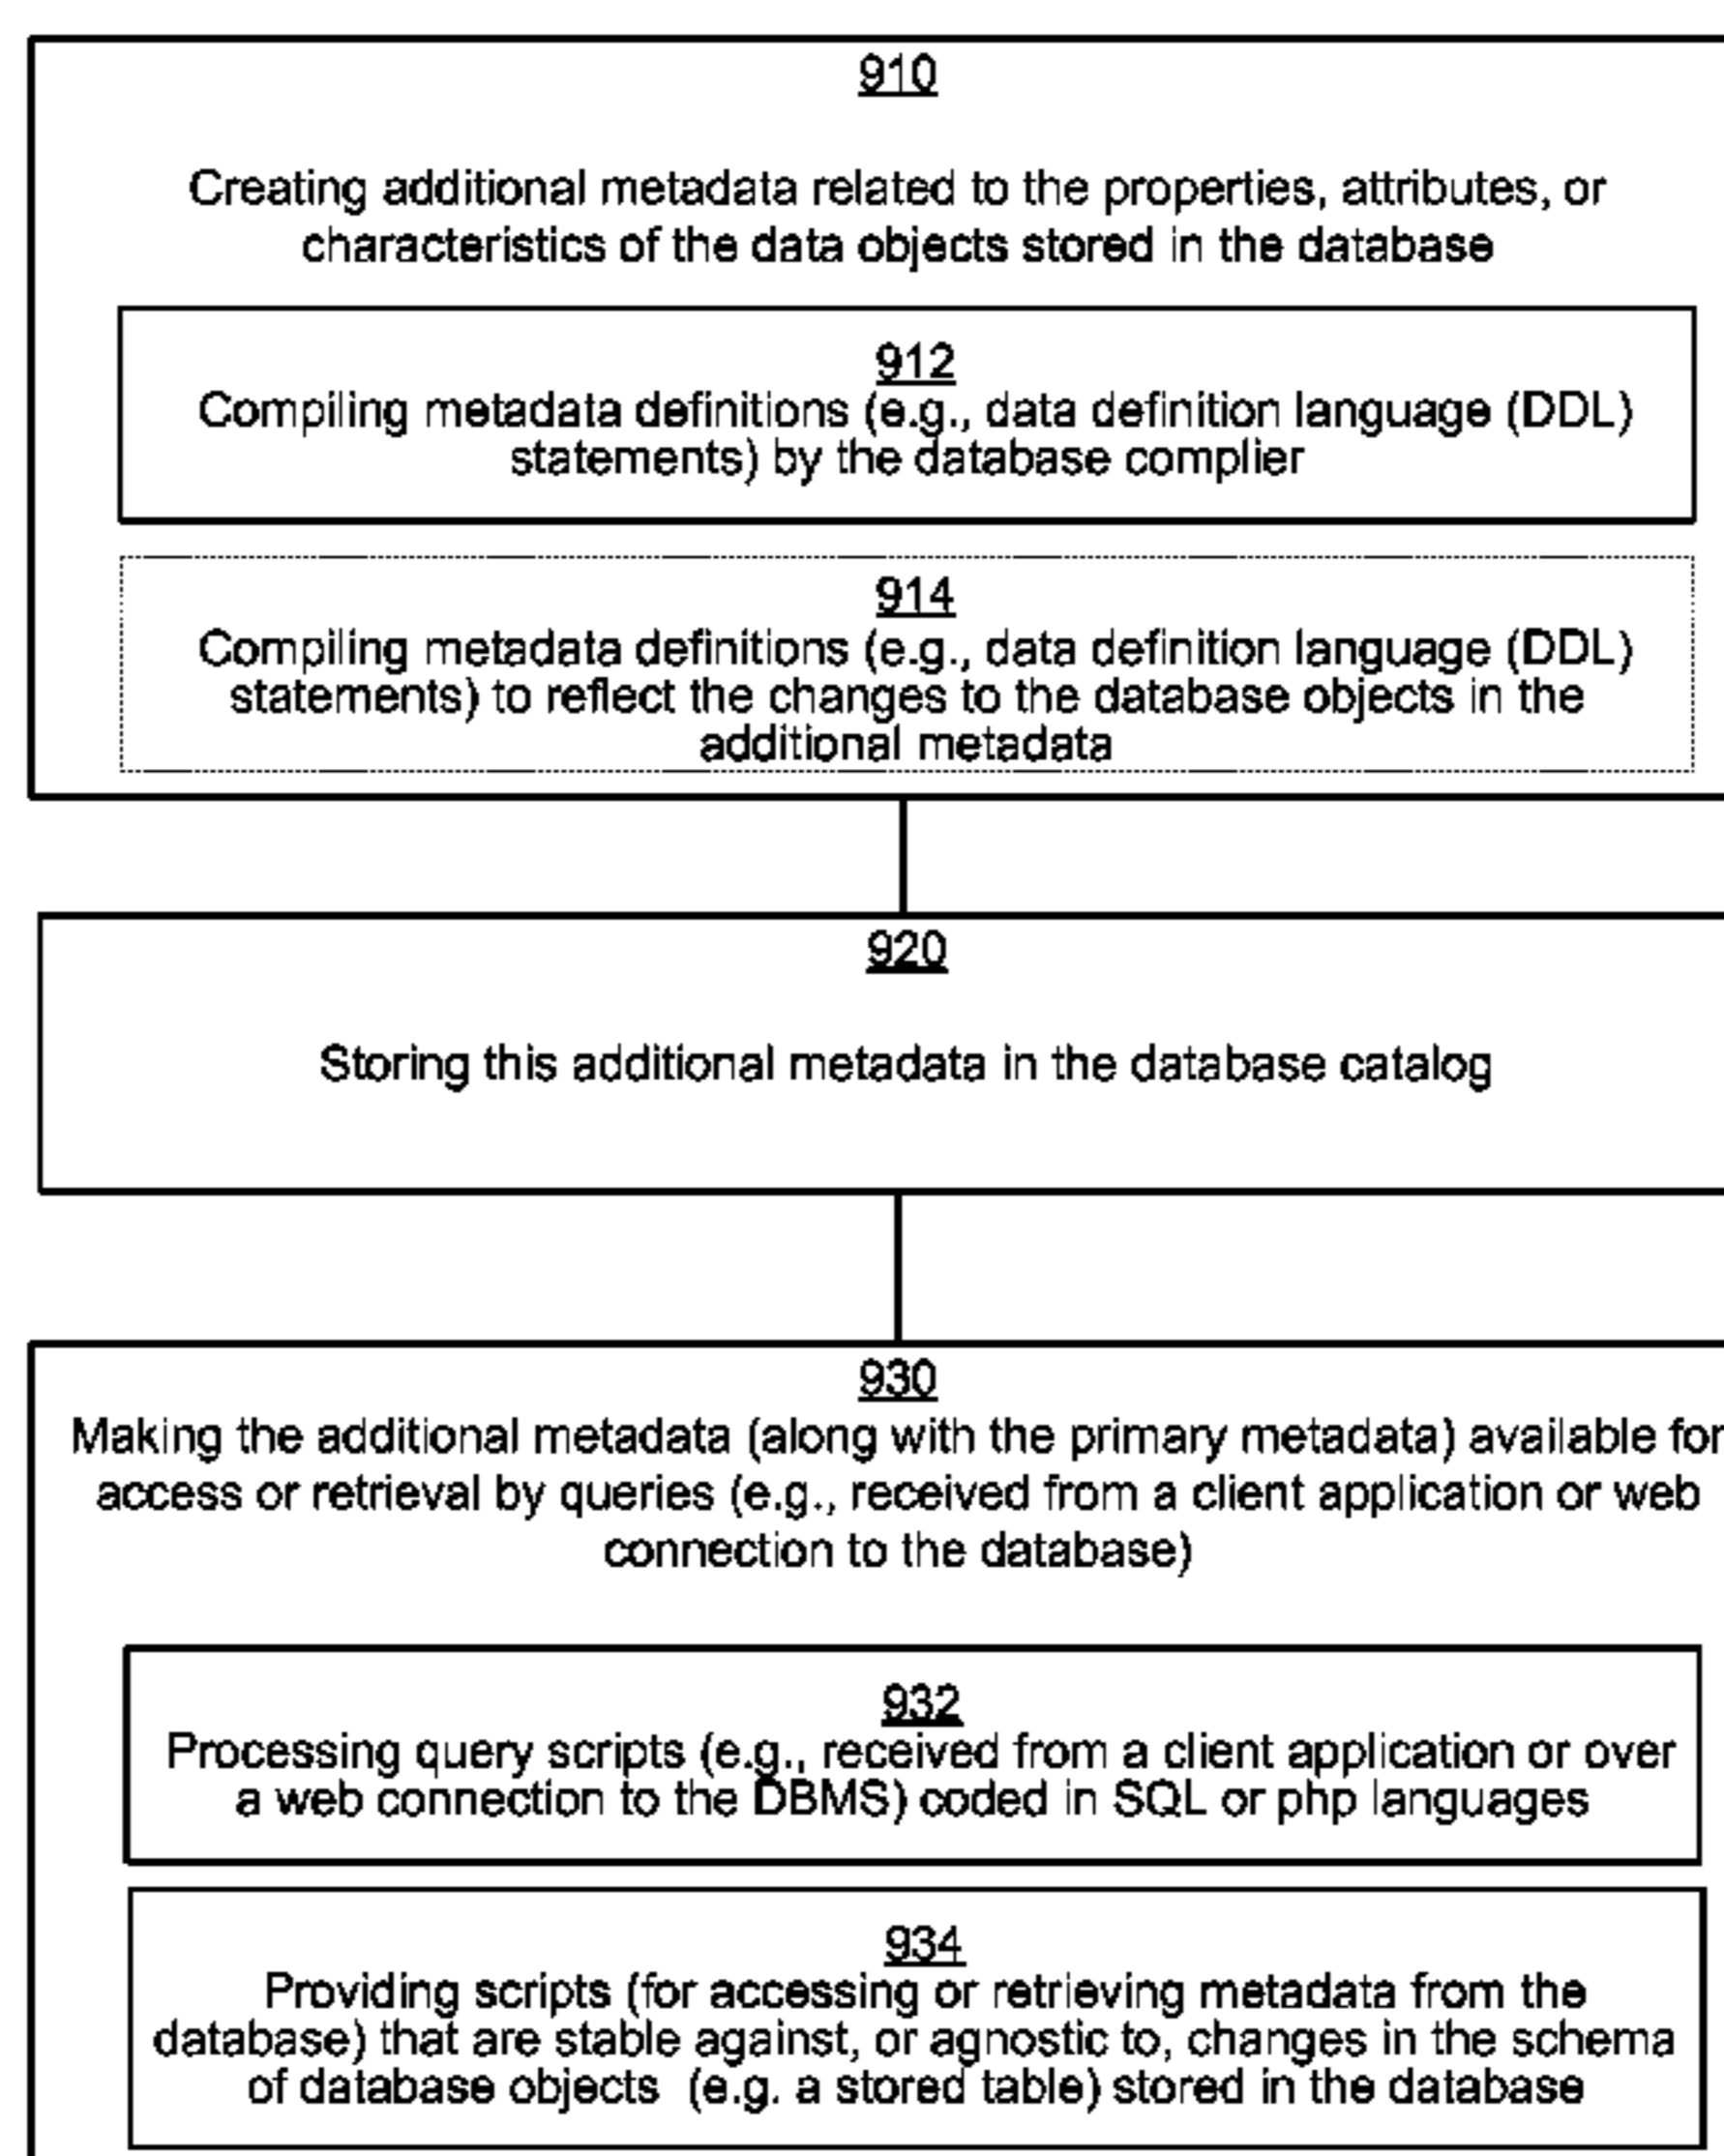 910
Creating additional metadata related to the properties, attributes, or
characteristics of the data objects stored in the database
912
Compiling metadata definitions (e.g., data definition language (DDL)
statements) by the database complier
914
Compiling metadata definitions (e.g., data definition language (DDL)
statements) to reflect the changes to the database objects in the
additional metadata
920
Storing this additional metadata in the database catalog
930
Making the additional metadata (along with the primary metadata) available for
access or retrieval by queries (e.g., received from a client application or web
connection to the database)
932
Processing query scripts (e.g., received from a client application or over
a web connection to the DBMS) coded in SQL or php languages
934
Providing scripts (for accessing or retrieving metadata from the
database) that are stable against, or agnostic to, changes in the schema
of database objects (e.g. a stored table) stored in the database